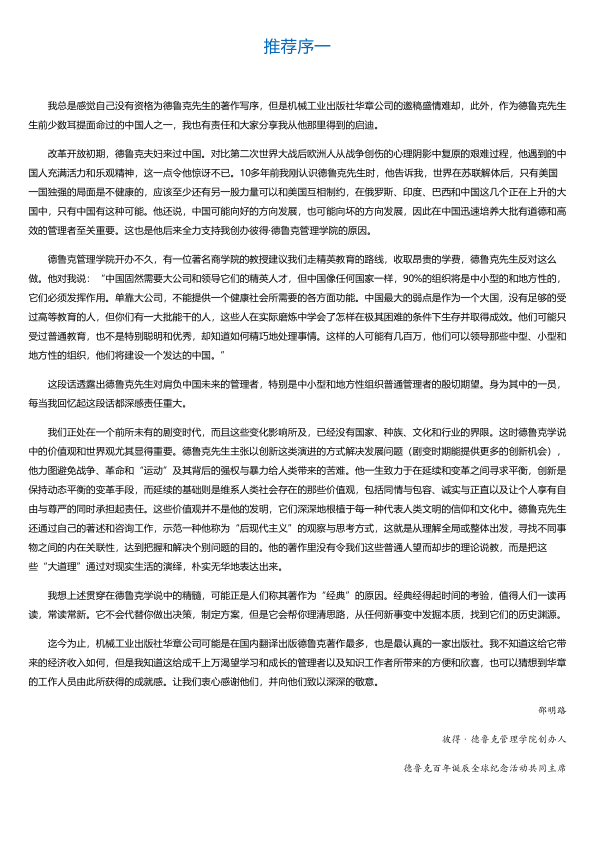 推荐序一
我总是感觉自己没有资格为德鲁克先生的著作写序，但是机械工业出版社华章公司的邀稿盛情难却，此外，作为德鲁克先生
生前少数耳提面命过的中国人之一，我也有责任和大家分享我从他那里得到的启迪。
改革开放初期，德鲁克夫妇来过中国。对比第二次世界大战后欧洲人从战争创伤的心理阴影中复原的艰难过程，他遇到的中
国人充满活力和乐观精神，这一点令他惊讶不已。10多年前我刚认识德鲁克先生时，他告诉我，世界在苏联解体后，只有美国
一国独强的局面是不健康的，应该至少还有另一股力量可以和美国互相制约，在俄罗斯、印度、巴西和中国这几个正在上升的大
国中，只有中国有这种可能。他还说，中国可能向好的方向发展，也可能向坏的方向发展，因此在中国迅速培养大批有道德和高
效的管理者至关重要。这也是他后来全力支持我创办彼得·德鲁克管理学院的原因。
德鲁克管理学院开办不久，有一位著名商学院的教授建议我们走精英教育的路线，收取昂贵的学费，德鲁克先生反对这么
做。他对我说：“中国固然需要大公司和领导它们的精英人才，但中国像任何国家一样，90%的组织将是中小型的和地方性的，
它们必须发挥作用。单靠大公司，不能提供一个健康社会所需要的各方面功能。中国最大的弱点是作为一个大国，没有足够的受
过高等教育的人，但你们有一大批能干的人，这些人在实际磨炼中学会了怎样在极其困难的条件下生存并取得成效。他们可能只
受过普通教育，也不是特别聪明和优秀，却知道如何精巧地处理事情。这样的人可能有几百万，他们可以领导那些中型、小型和
地方性的组织，他们将建设一个发达的中国。”
这段话透露出德鲁克先生对肩负中国未来的管理者，特别是中小型和地方性组织普通管理者的殷切期望。身为其中的一员，
每当我回忆起这段话都深感责任重大。
我们正处在一个前所未有的剧变时代，而且这些变化影响所及，已经没有国家、种族、文化和行业的界限。这时德鲁克学说
中的价值观和世界观尤其显得重要。德鲁克先生主张以创新这类演进的方式解决发展问题（剧变时期能提供更多的创新机会），
他力图避免战争、革命和“运动”及其背后的强权与暴力给人类带来的苦难。他一生致力于在延续和变革之间寻求平衡，创新是
保持动态平衡的变革手段，而延续的基础则是维系人类社会存在的那些价值观，包括同情与包容、诚实与正直以及让个人享有自
由与尊严的同时承担起责任。这些价值观并不是他的发明，它们深深地根植于每一种代表人类文明的信仰和文化中。德鲁克先生
还通过自己的著述和咨询工作，示范一种他称为“后现代主义”的观察与思考方式，这就是从理解全局或整体出发，寻找不同事
物之间的内在关联性，达到把握和解决个别问题的目的。他的著作里没有令我们这些普通人望而却步的理论说教，而是把这
些“大道理”通过对现实生活的演绎，朴实无华地表达出来。
我想上述贯穿在德鲁克学说中的精髓，可能正是人们称其著作为“经典”的原因。经典经得起时间的考验，值得人们一读再
读，常读常新。它不会代替你做出决策，制定方案，但是它会帮你理清思路，从任何新事变中发掘本质，找到它们的历史渊源。
迄今为止，机械工业出版社华章公司可能是在国内翻译出版德鲁克著作最多，也是最认真的一家出版社。我不知道这给它带
来的经济收入如何，但是我知道这给成千上万渴望学习和成长的管理者以及知识工作者所带来的方便和欣喜，也可以猜想到华章
的工作人员由此所获得的成就感。让我们衷心感谢他们，并向他们致以深深的敬意。
邵明路
彼得·德鲁克管理学院创办人
德鲁克百年诞辰全球纪念活动共同主席